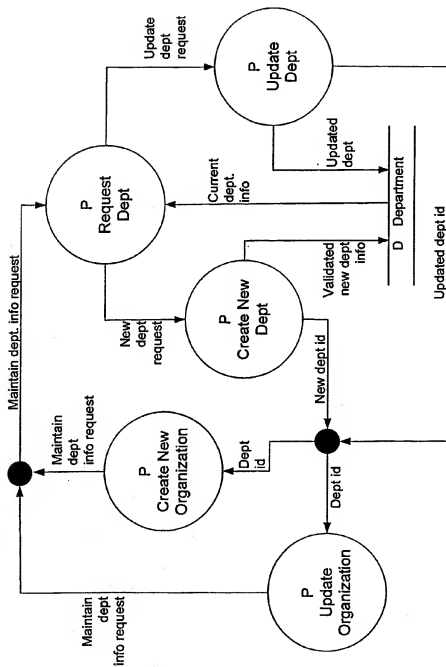 Maintain dept. info request
Maintain
dept
info request
Maintain
dept
info request
P
Update
Organization
P
Create New
Organization
Dept
id
Dept id
New dept id
New
dept
request
P
Create New
Dept
Validated
new dept
info
P
Request
Dept
Current
dept.
info
Update
dept
request
P
Update
Dept
Updated
dept
D Department
Updated dept id